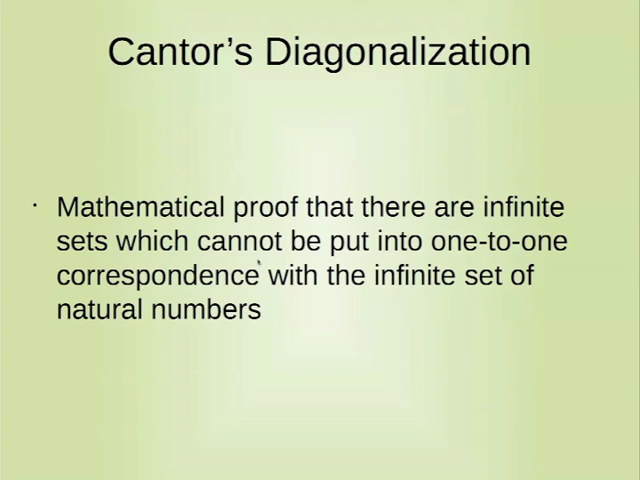 Cantor’s Diagonalization
• Mathematical proof that there are infinite
sets which cannot be put into one-to-one
correspondence with the infinite set of
natural numbers